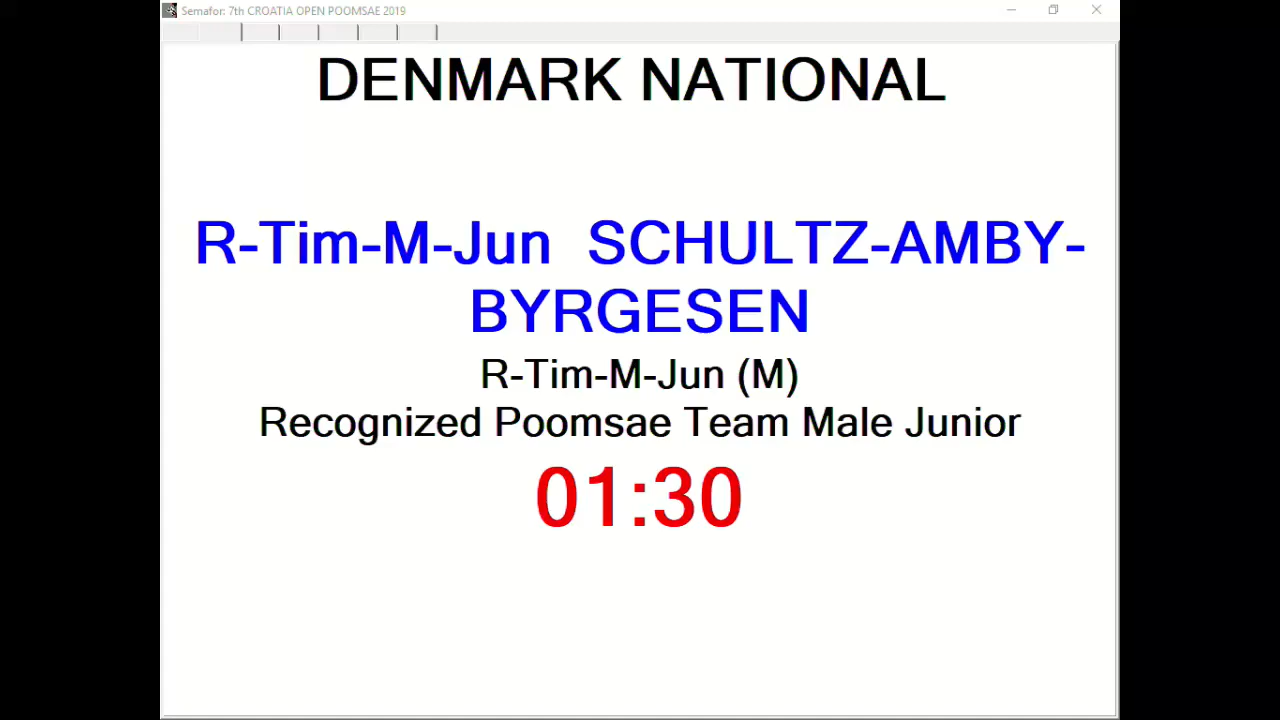 Semafor: 7th CROATIA OPEN POOMSAE 2019
DENMARK NATIONAL
R-Tim-M-Jun SCHULTZ-AMBY-
BYRGESEN
R-Tim-M-Jun (M)
Recognized Poomsae Team Male Junior
01:30